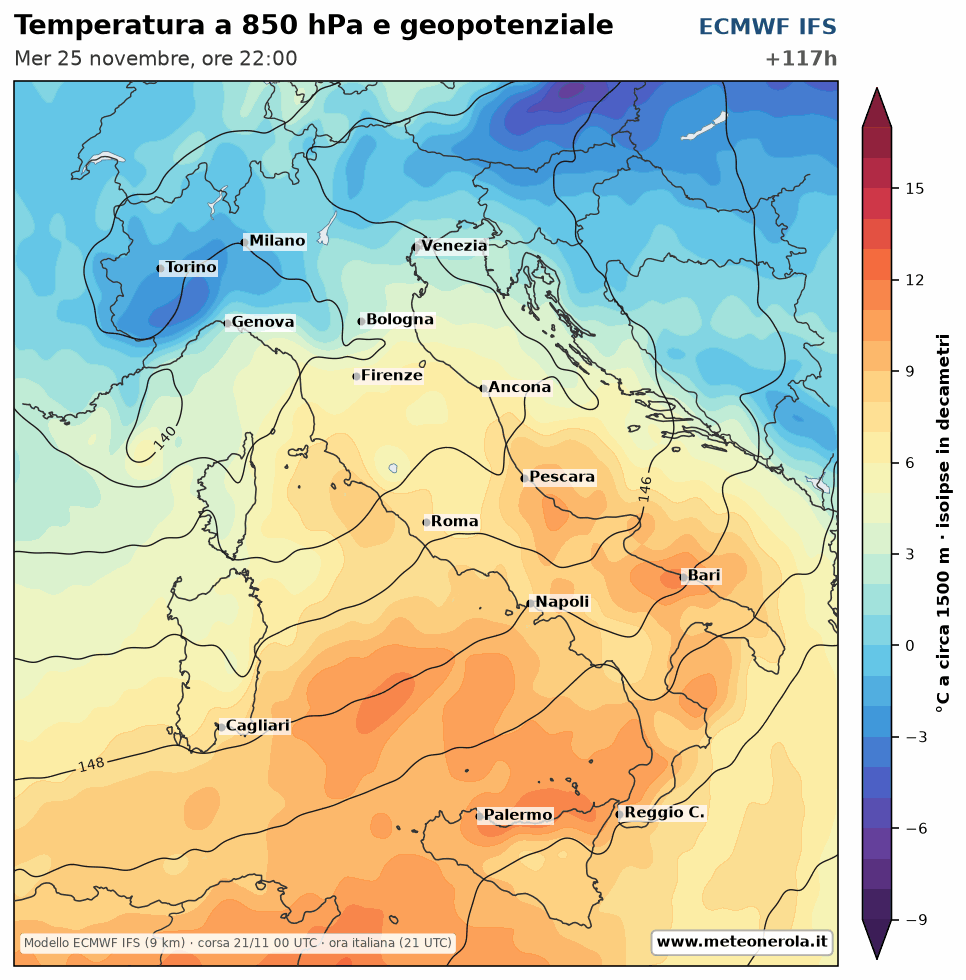 Temperatura a 850 hPa e geopotenziale
ECMWF IFS
Mer 25 novembre, ore 22:00
+117h
Milano
Venezia
Torino
Genova
Bologna
Firenze
Ancona
140
Pescara
146
Roma
Bari
Napoli
Cagliari
148
Palermo
Reggio C.
15
12
9
6
3
0
−3
−6
−9
°C a circa 1500 m · isoipse in decametri
Modello ECMWF IFS (9 km) · corsa 21/11 00 UTC · ora italiana (21 UTC)
www.meteonerola.it